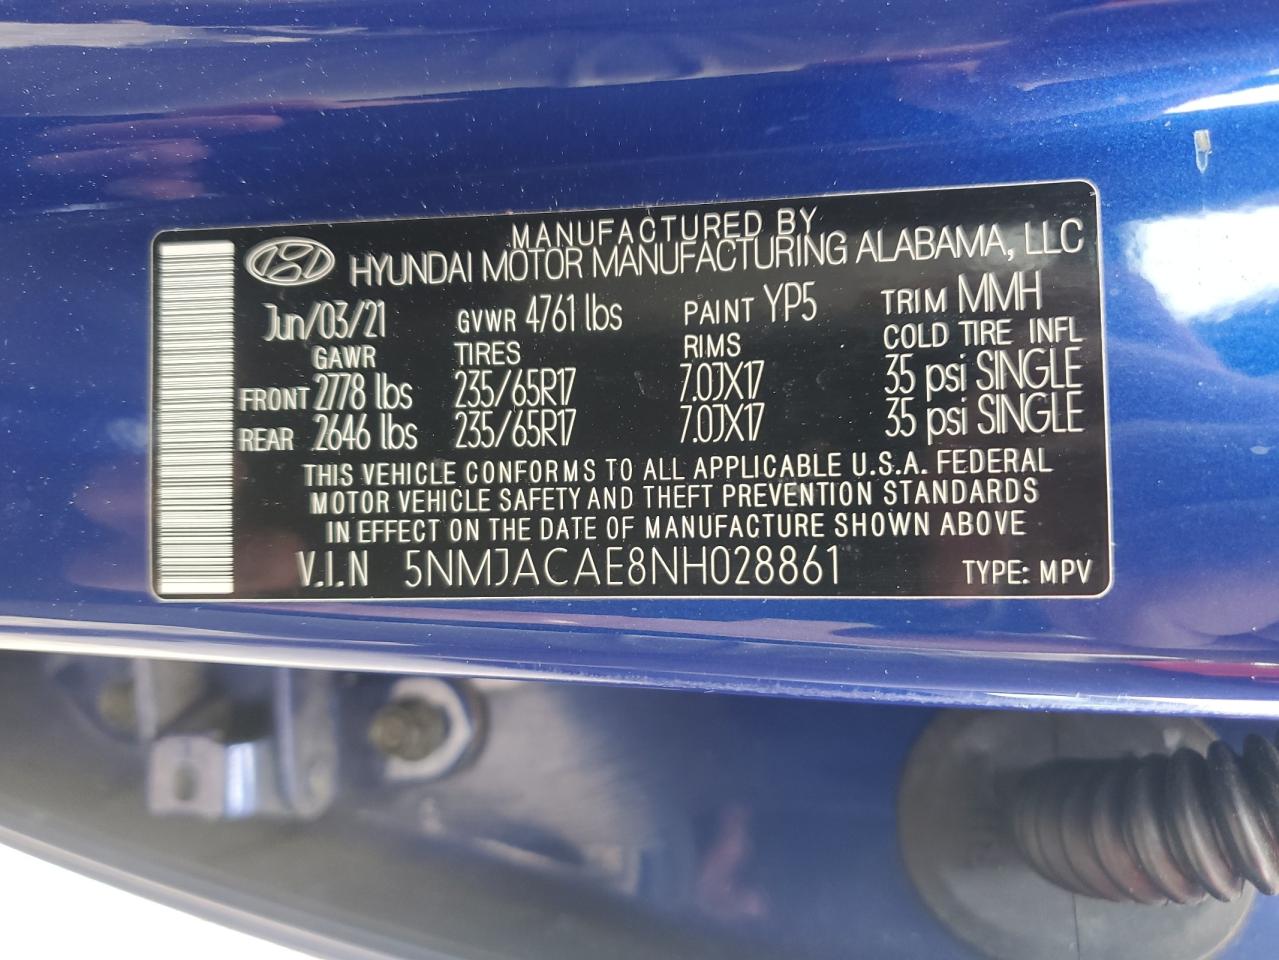 MANUFACTURED BY
HYUNDAI MOTOR MANUFACTURING ALABAMA, LLC
Jun/03/21 GVWR 4761 lbs PAINT YP5 TRIM MMH
GAWR TIRES RIMS COLD TIRE INFL
FRONT 2778 lbs 235/65R17 7.0JX17 35 psi SINGLE
REAR 2646 lbs 235/65R17 7.0JX17 35 psi SINGLE
THIS VEHICLE CONFORMS TO ALL APPLICABLE U.S.A. FEDERAL
MOTOR VEHICLE SAFETY AND THEFT PREVENTION STANDARDS
IN EFFECT ON THE DATE OF MANUFACTURE SHOWN ABOVE
V.I.N 5NMJACAE8NH028861 TYPE: MPV